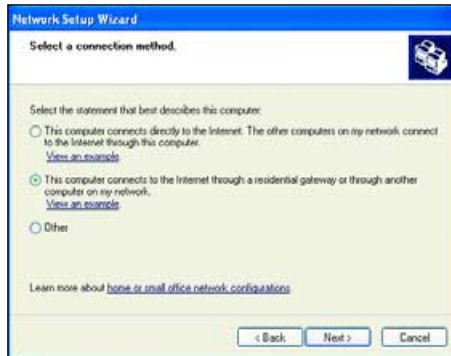 Network Setup Wizard
Select a connection method.
Select the statement that best describes this computer:
This computer connects directly to the Internet. The other computers on my network connect
to the Internet through this computer.
View an example.
This computer connects to the Internet through a residential gateway or through another
computer on my network.
View an example.
Other
Learn more about home or small office network configurations.
< Back
Next >
Cancel